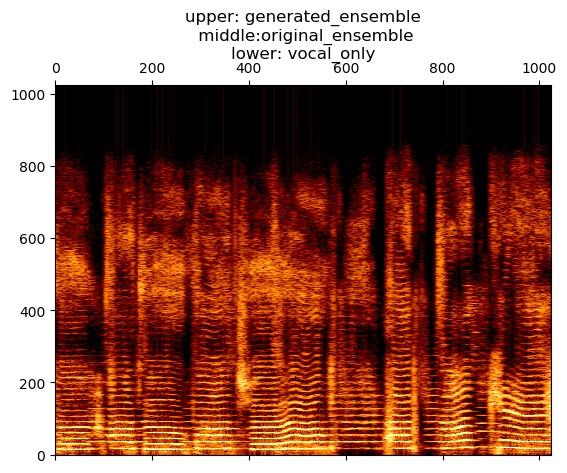 upper: generated_ensemble
middle:original_ensemble
lower: vocal_only
0 200 400 600 800 1000
1000
800
600
400
200
0